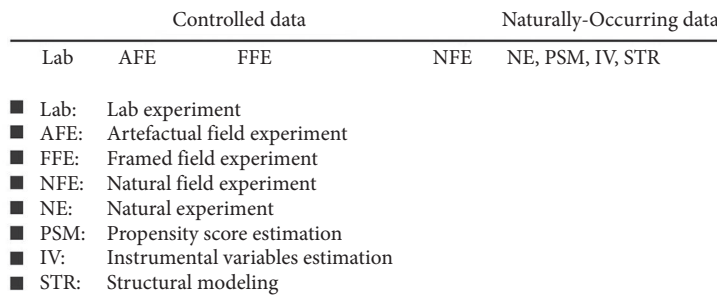 Controlled data Naturally-Occurring data
Lab AFE FFE NFE NE, PSM, IV, STR
■ Lab: Lab experiment
■ AFE: Artefactual field experiment
■ FFE: Framed field experiment
■ NFE: Natural field experiment
■ NE: Natural experiment
■ PSM: Propensity score estimation
■ IV: Instrumental variables estimation
■ STR: Structural modeling